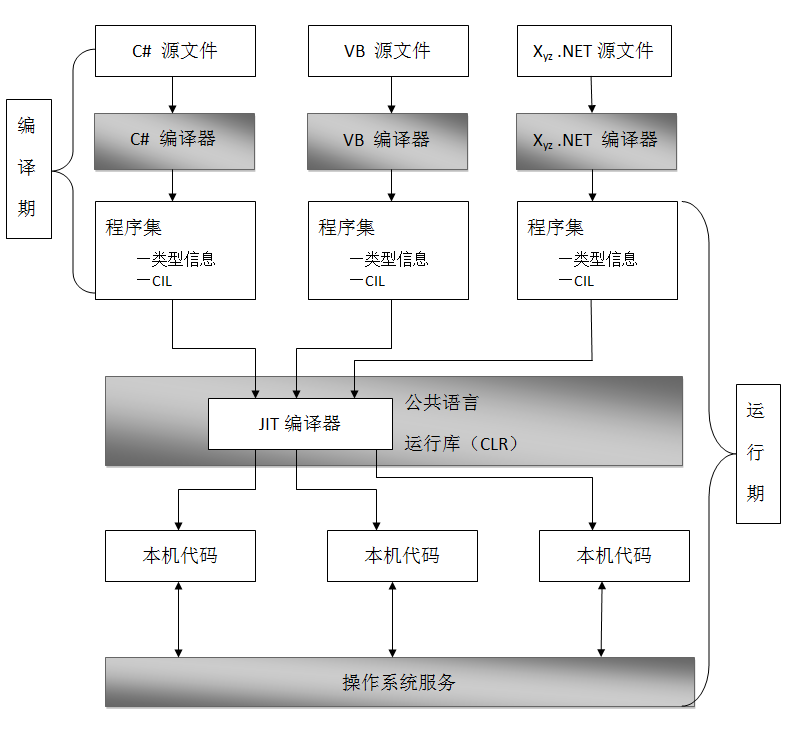 C# 源文件
VB 源文件
Xyz .NET 源文件
编译期
C# 编译器
VB 编译器
Xyz .NET 编译器
程序集
一类型信息
一CIL
程序集
一类型信息
一CIL
程序集
一类型信息
一CIL
JIT 编译器
公共语言
运行库（CLR）
运行期
本机代码
本机代码
本机代码
操作系统服务